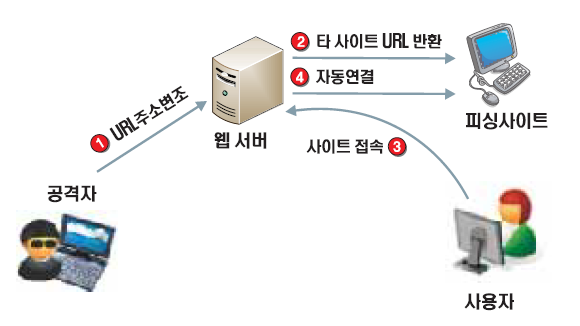 2 타 사이트 URL 반환
4 자동연결
1 URL주소변조
웹 서버
피싱사이트
사이트 접속 3
공격자
사용자